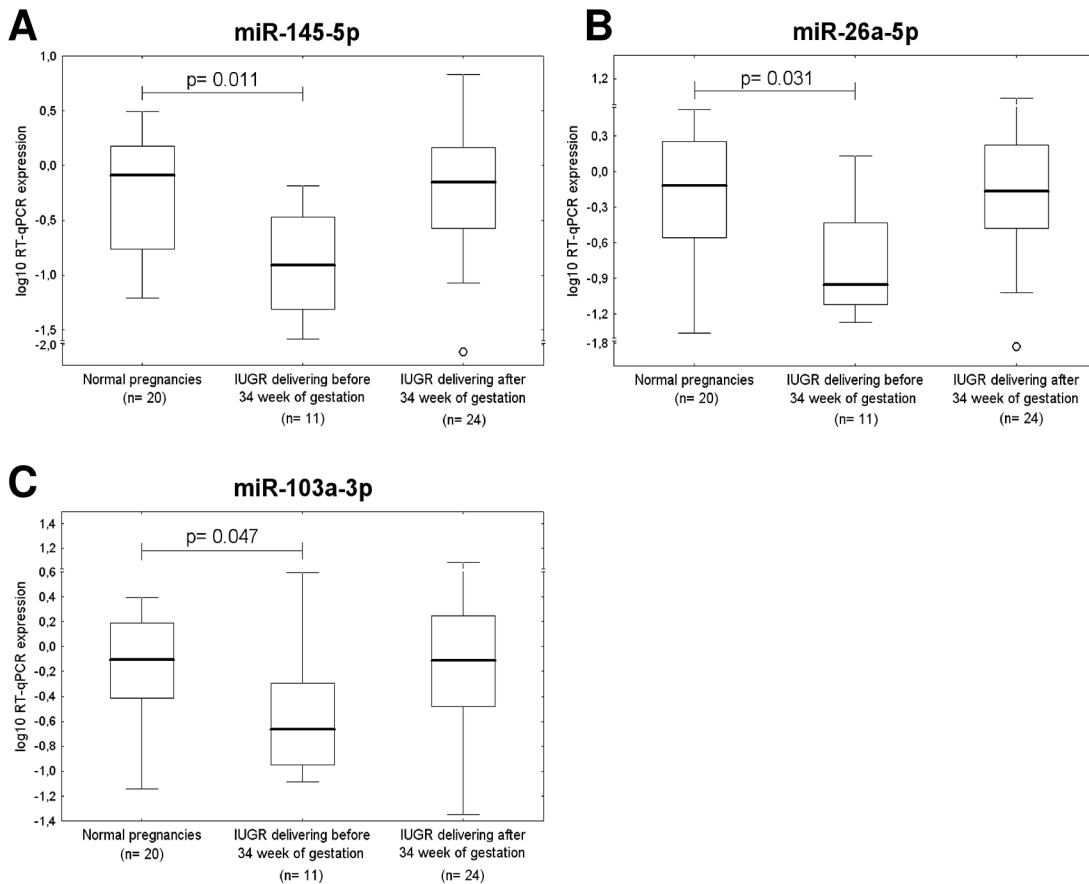 A
miR-145-5p
log10 RT-qPCR expression
1,0
0,5
0,0
-0,5
-1,0
-1,5
-2,0
p= 0.011
Normal pregnancies
(n= 20)
IUGR delivering before
34 week of gestation
(n= 11)
IUGR delivering after
34 week of gestation
(n= 24)
B
miR-26a-5p
log10 RT-qPCR expression
1,2
0,3
0,0
-0,3
-0,6
-0,9
-1,2
-1,8
p= 0.031
Normal pregnancies
(n= 20)
IUGR delivering before
34 week of gestation
(n= 11)
IUGR delivering after
34 week of gestation
(n= 24)
C
miR-103a-3p
log10 RT-qPCR expression
1,4
1,2
0,6
0,4
0,2
0,0
-0,2
-0,4
-0,6
-0,8
-1,0
-1,2
-1,4
p= 0.047
Normal pregnancies
(n= 20)
IUGR delivering before
34 week of gestation
(n= 11)
IUGR delivering after
34 week of gestation
(n= 24)